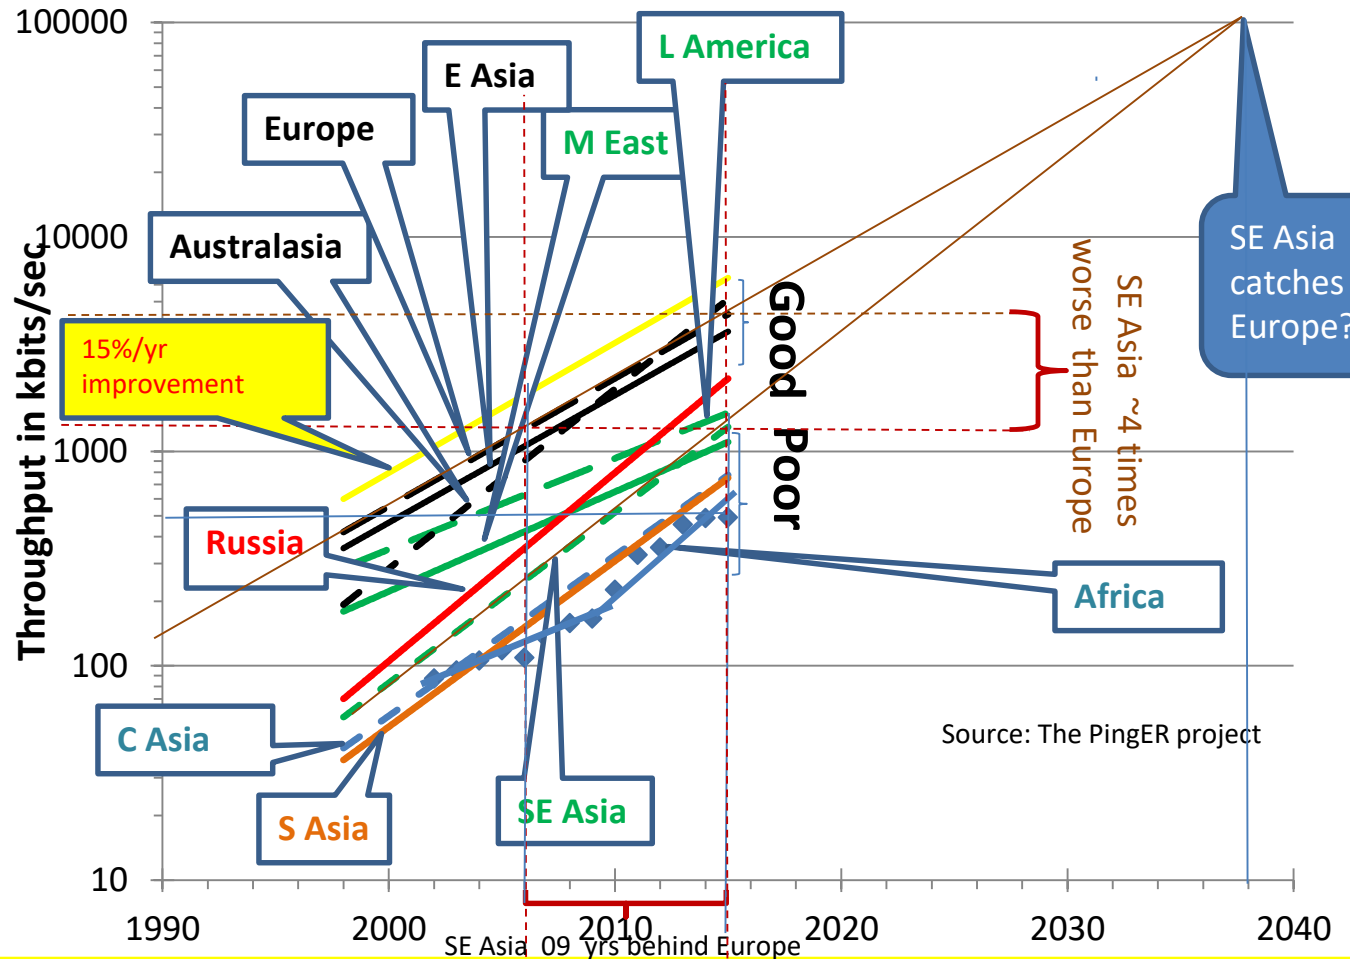 100000
10000
1000
100
10
1990
2000
2010
2020
2030
2040
Throughput in kbits/sec
L America
E Asia
Europe
M East
Australasia
15%/yr
improvement
Russia
C Asia
S Asia
SE Asia
Africa
Good
Poor
SE Asia ~4 times
worse than Europe
SE Asia
catches
Europe?
Source: The PingER project
SE Asia 09 yrs behind Europe